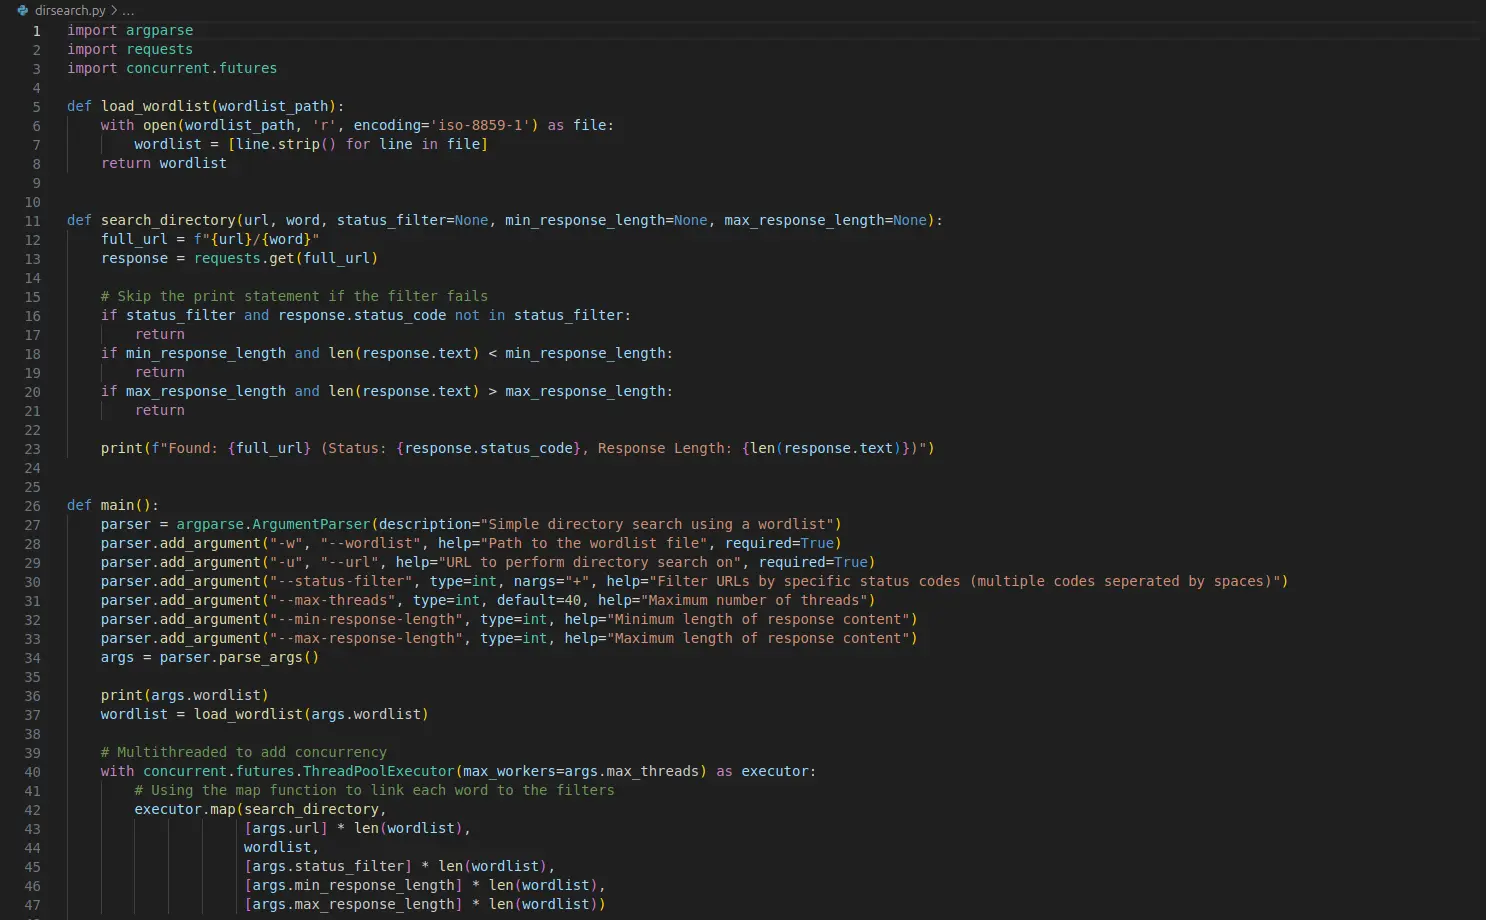 dirsearch.py > ...
1 import argparse
2 import requests
3 import concurrent.futures
4
5 def load_wordlist(wordlist_path):
6     with open(wordlist_path, 'r', encoding='iso-8859-1') as file:
7         wordlist = [line.strip() for line in file]
8     return wordlist
9
10
11 def search_directory(url, word, status_filter=None, min_response_length=None, max_response_length=None):
12     full_url = f"{url}/{word}"
13     response = requests.get(full_url)
14
15     # Skip the print statement if the filter fails
16     if status_filter and response.status_code not in status_filter:
17         return
18     if min_response_length and len(response.text) < min_response_length:
19         return
20     if max_response_length and len(response.text) > max_response_length:
21         return
22
23     print(f"Found: {full_url} (Status: {response.status_code}, Response Length: {len(response.text)})")
24
25
26 def main():
27     parser = argparse.ArgumentParser(description="Simple directory search using a wordlist")
28     parser.add_argument("-w", "--wordlist", help="Path to the wordlist file", required=True)
29     parser.add_argument("-u", "--url", help="URL to perform directory search on", required=True)
30     parser.add_argument("--status-filter", type=int, nargs="+", help="Filter URLs by specific status codes (multiple codes seperated by spaces)")
31     parser.add_argument("--max-threads", type=int, default=40, help="Maximum number of threads")
32     parser.add_argument("--min-response-length", type=int, help="Minimum length of response content")
33     parser.add_argument("--max-response-length", type=int, help="Maximum length of response content")
34     args = parser.parse_args()
35
36     print(args.wordlist)
37     wordlist = load_wordlist(args.wordlist)
38
39     # Multithreaded to add concurrency
40     with concurrent.futures.ThreadPoolExecutor(max_workers=args.max_threads) as executor:
41         # Using the map function to link each word to the filters
42         executor.map(search_directory,
43                      [args.url] * len(wordlist),
44                      wordlist,
45                      [args.status_filter] * len(wordlist),
46                      [args.min_response_length] * len(wordlist),
47                      [args.max_response_length] * len(wordlist))